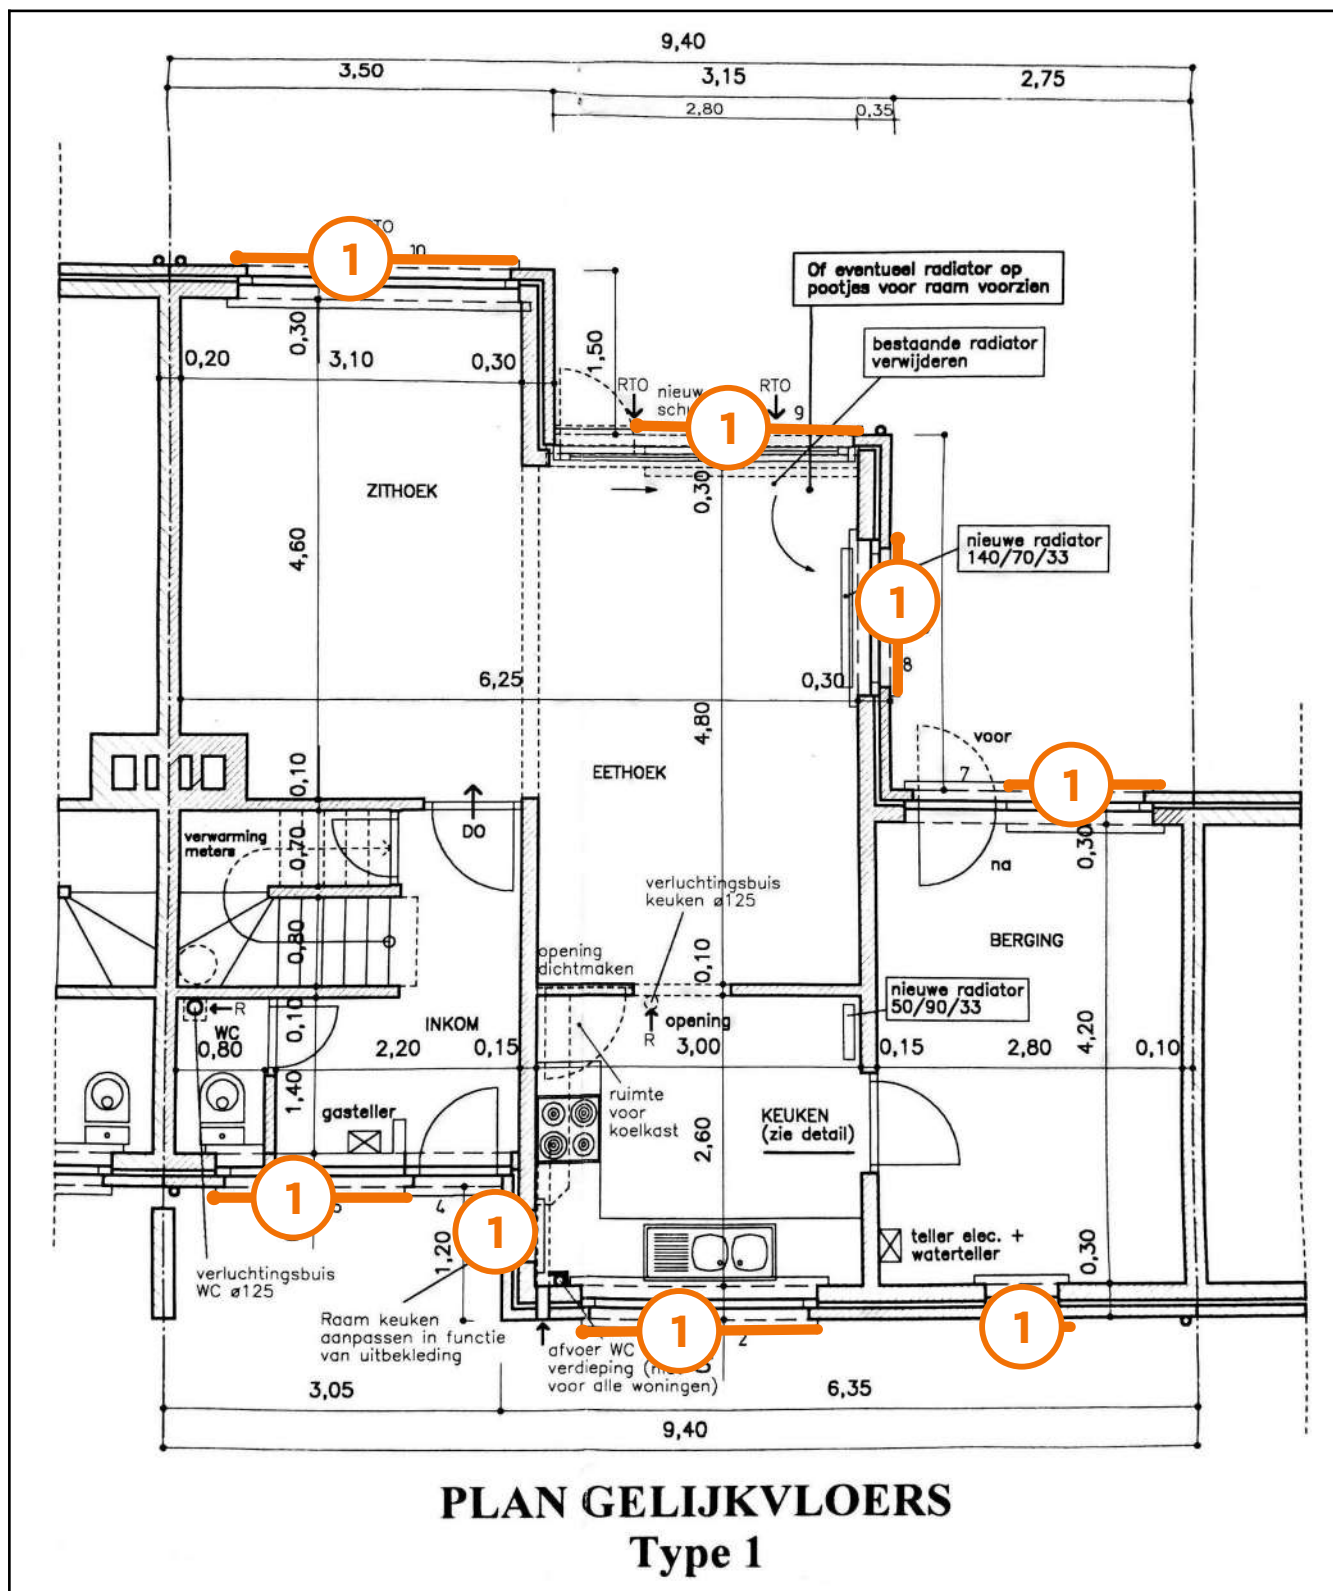 9,40
3,50
3,15
2,75
2,80
0,35
10
1
Of eventueel radiator op
pootjes voor raam voorzien
bestaande radiator
verwijderen
0,30
1,50
0,20
3,10
0,30
RTO
nieuw
RTO
9
1
ZITHOEK
0,30
4,60
nieuwe radiator
140/70/33
1
8
6,25
0,30
4,80
voor
EETHOEK
7
1
0,10
DO
verwarming
meters
0,70
0,30
na
verluchtingsbuis
keuken ø125
0,80
opening
dichtmaken
0,10
BERGING
nieuwe radiator
50/90/33
R
WC
0,10
INKOM
opening
R
4,20
0,80
2,20
0,15
3,00
0,15
2,80
0,10
1,40
gasteller
ruimte
voor
koelkast
KEUKEN
(zie detail)
2,60
1
4
1
1,20
teller elec. +
waterteller
0,30
verluchtingsbuis
WC ø125
Raam keuken
aanpassen in functie
van uitbekleding
1
2
1
afvoer WC
verdieping
voor alle woningen)
3,05
6,35
9,40
PLAN GELIJKVLOERS
Type 1